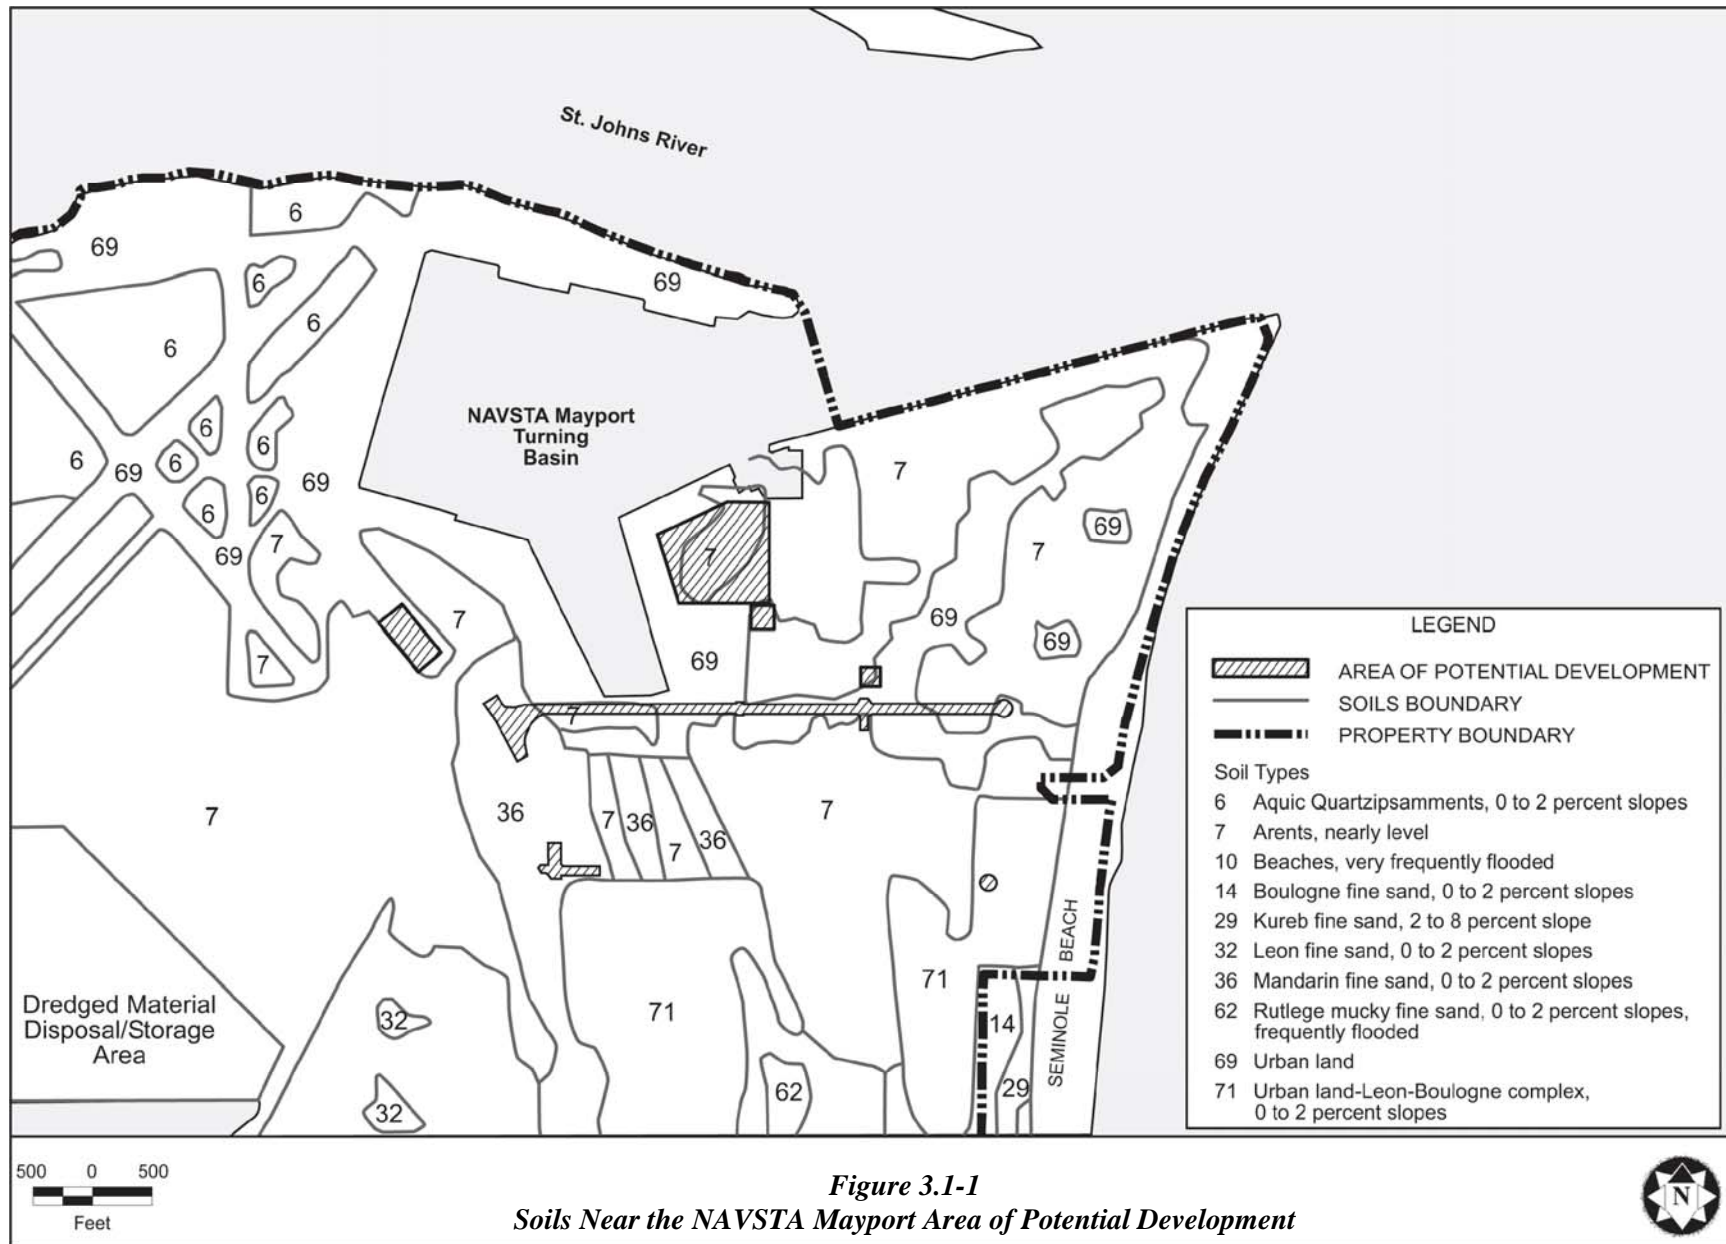 St. Johns River
6
69
6
69
6
6
NAVSTA Mayport
Turning
Basin
6
6
6
69
6
69
6
6
7
69
7
7
69
7
69
7
69
69
7
69
7
7
7
36
7
36
7
36
7
Dredged Material
Disposal/Storage
Area
32
32
71
62
71
14
29
SEMINOLE BEACH
LEGEND
AREA OF POTENTIAL DEVELOPMENT
SOILS BOUNDARY
PROPERTY BOUNDARY
Soil Types
6 Aquic Quartzipsamments, 0 to 2 percent slopes
7 Arents, nearly level
10 Beaches, very frequently flooded
14 Boulogne fine sand, 0 to 2 percent slopes
29 Kureb fine sand, 2 to 8 percent slope
32 Leon fine sand, 0 to 2 percent slopes
36 Mandarin fine sand, 0 to 2 percent slopes
62 Rutlege mucky fine sand, 0 to 2 percent slopes,
frequently flooded
69 Urban land
71 Urban land-Leon-Boulogne complex,
0 to 2 percent slopes
500 0 500
Feet
Figure 3.1-1
Soils Near the NAVSTA Mayport Area of Potential Development
N